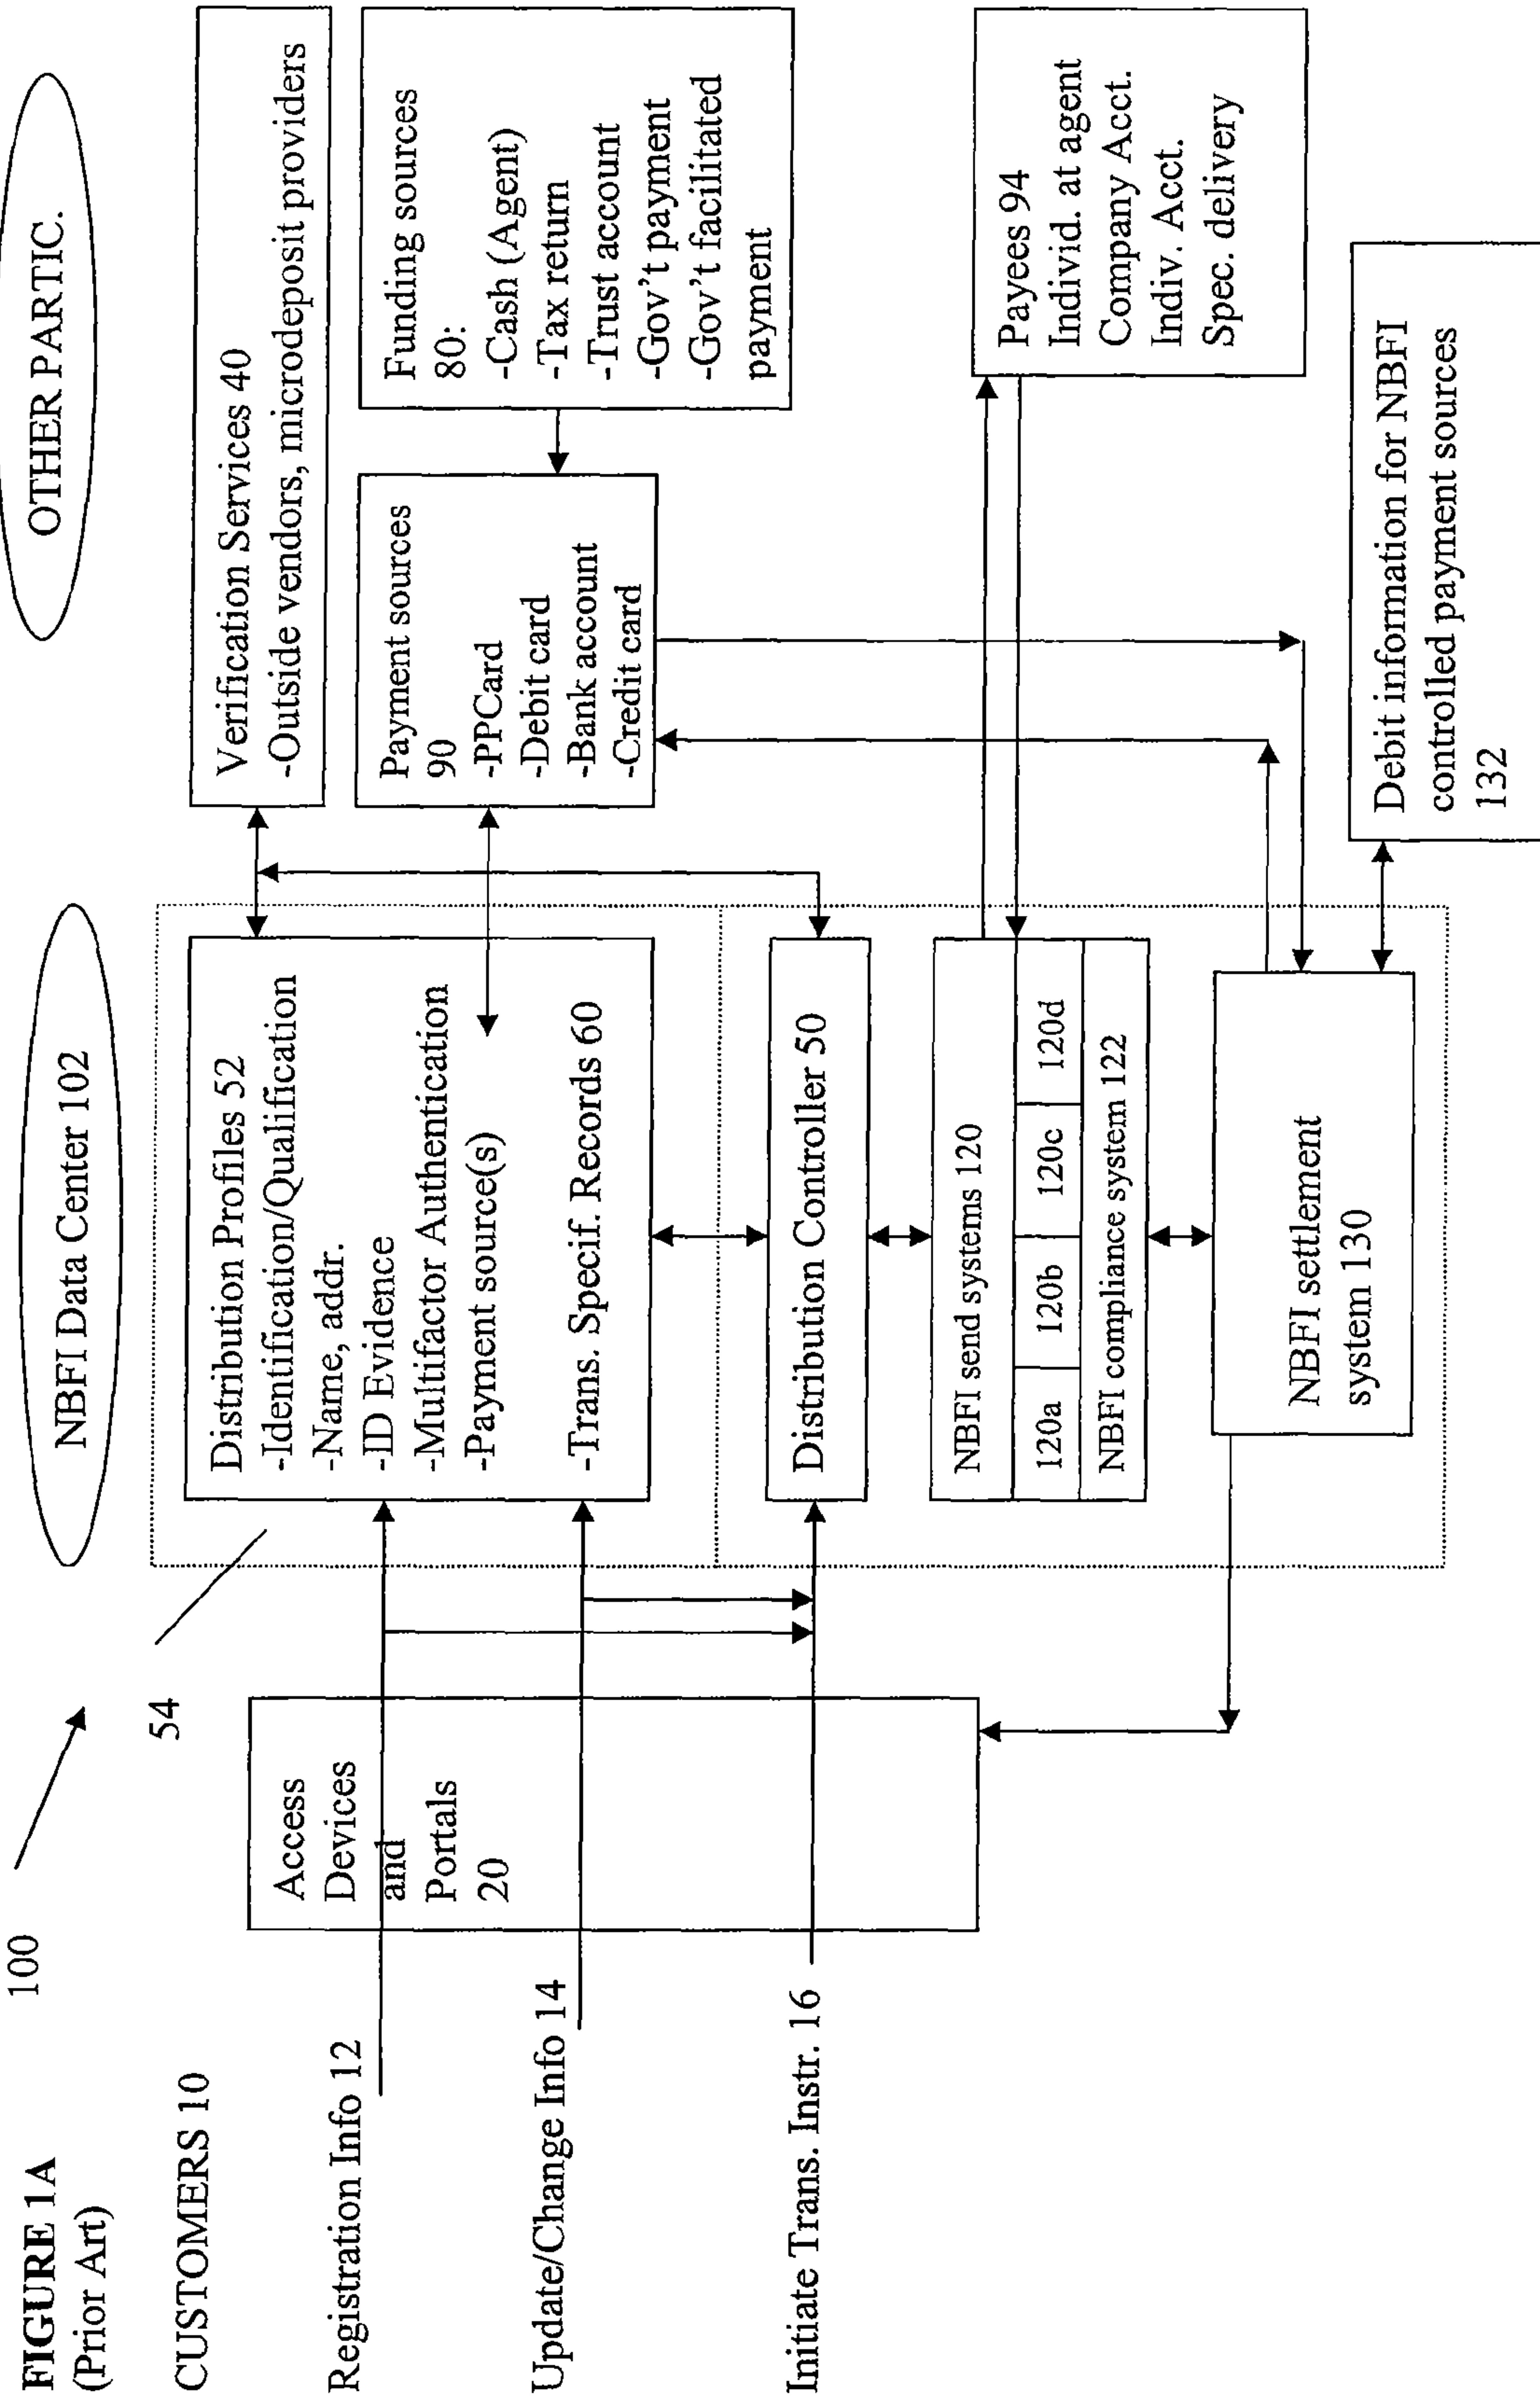 FIGURE 1A
(Prior Art)
100
CUSTOMERS 10
Registration Info 12
Update/Change Info 14
Initiate Trans. Instr. 16
Access
Devices
and
Portals
20
54
NBFI Data Center 102
Distribution Profiles 52
-Identification/Qualification
-Name, addr.
-ID Evidence
-Multifactor Authentication
-Payment source(s)
-Trans. Specif. Records 60
Distribution Controller 50
NBFI send systems 120
120a
120b
120c
120d
NBFI compliance system 122
NBFI settlement
system 130
OTHER PARTIC.
Verification Services 40
-Outside vendors, microdeposit providers
Payment sources
90
-PPCard
-Debit card
-Bank account
-Credit card
Funding sources
80:
-Cash (Agent)
-Tax return
-Trust account
-Gov't payment
-Gov't facilitated
payment
Payees 94
Individ. at agent
Company Acct.
Indiv. Acct.
Spec. delivery
Debit information for NBFI
controlled payment sources
132